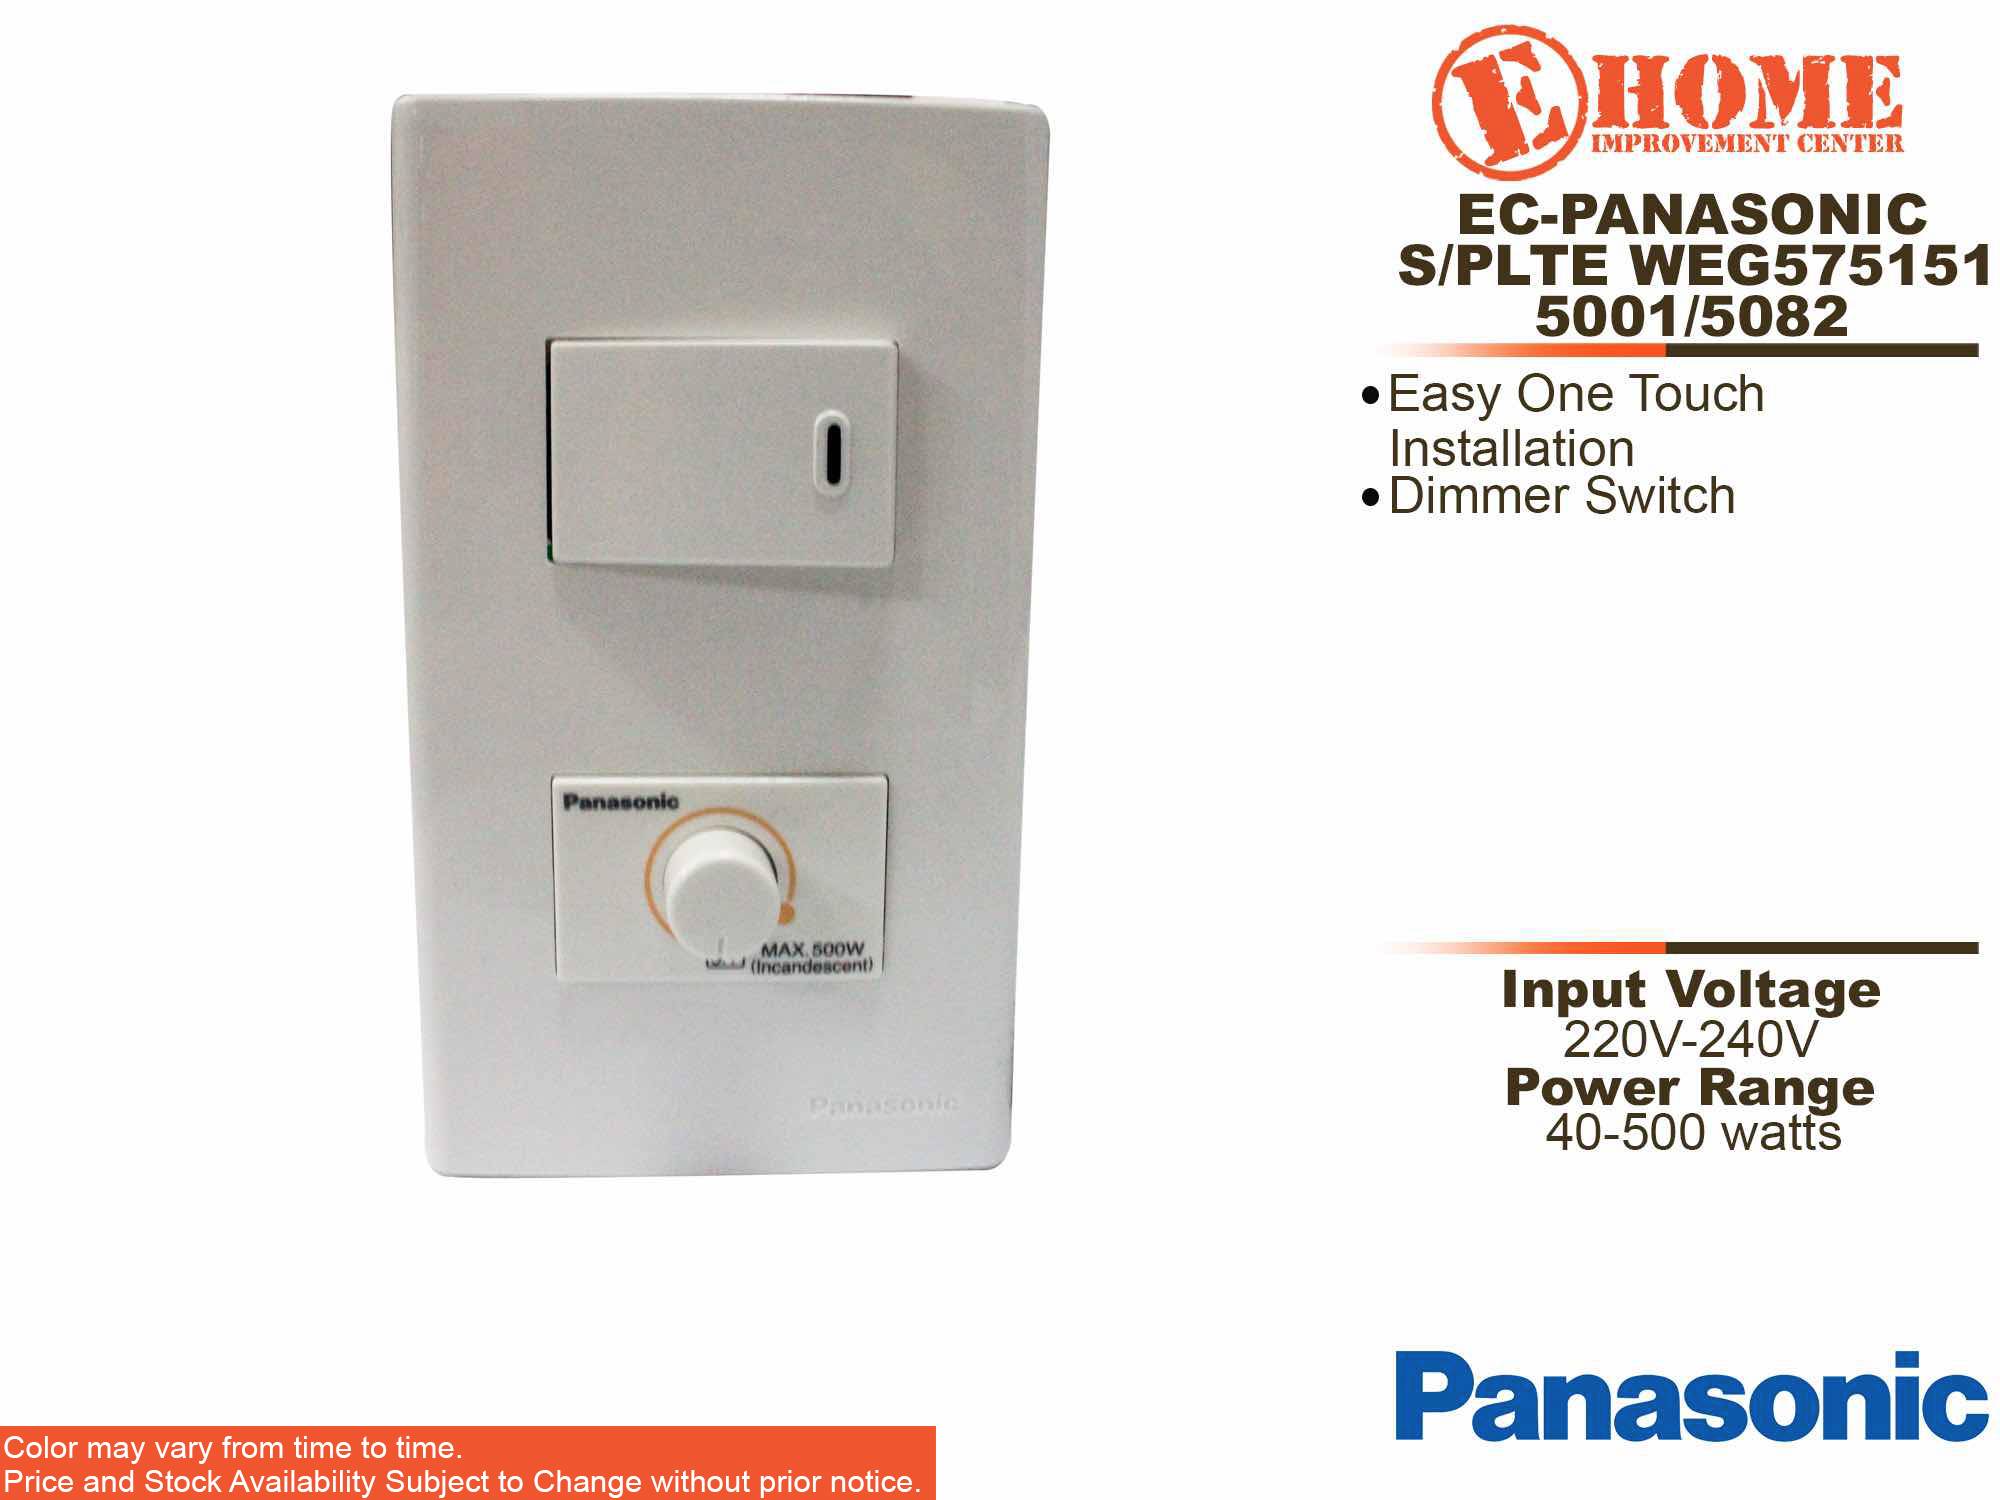 E HOME
IMPROVEMENT CENTER
EC-PANASONIC
S/PLTE WEG575151
5001/5082
•Easy One Touch
Installation
•Dimmer Switch
Panasonic
MAX. 500W
(Incandescent)
Panasonic
Input Voltage
220V-240V
Power Range
40-500 watts
Panasonic
Color may vary from time to time.
Price and Stock Availability Subject to Change without prior notice.